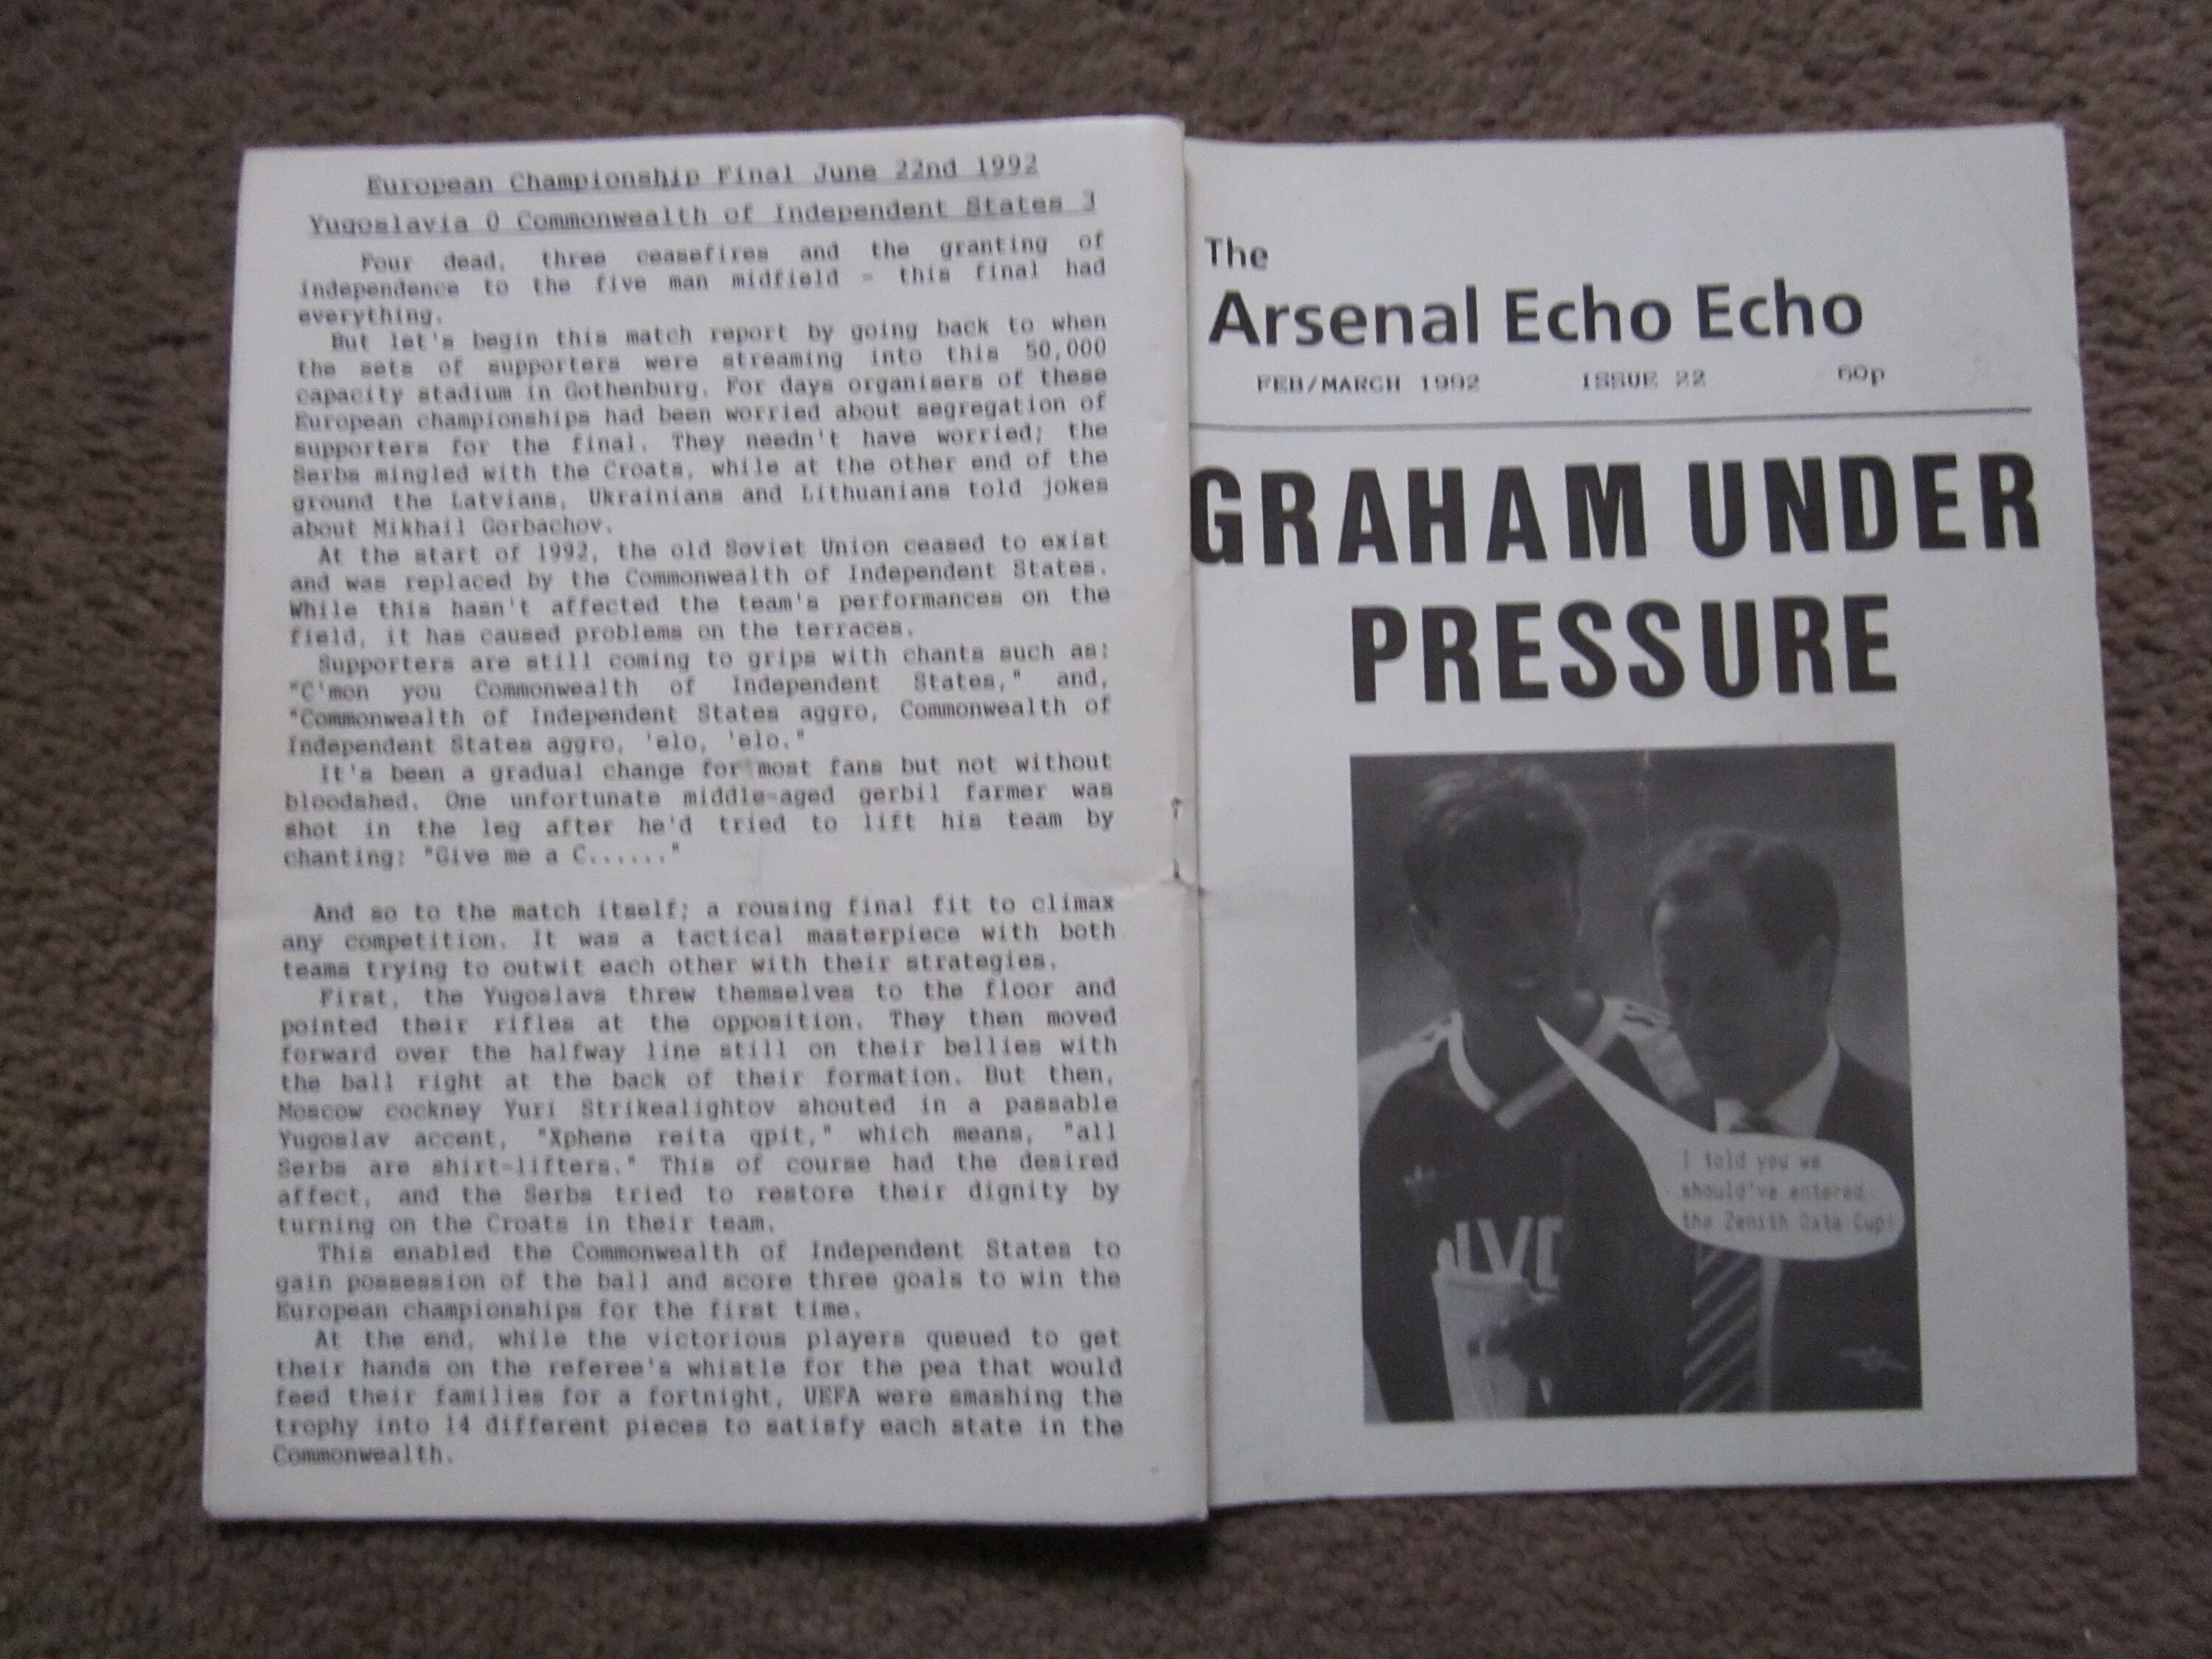 European Championship Final June 22nd 1992
Yugoslavia 0 Commonwealth of Independent States 3
Four dead, three ceasefires and the granting of
independence to the five man midfield - this final had
everything.
But let's begin this match report by going back to when
the sets of supporters were streaming into this 50,000
capacity stadium in Gothenburg. For days organisers of these
European championships had been worried about segregation of
supporters for the final. They needn't have worried; the
Serbs mingled with the Croats, while at the other end of the
ground the Latvians, Ukrainians and Lithuanians told jokes
about Mikhail Gorbachov.
At the start of 1992, the old Soviet Union ceased to exist
and was replaced by the Commonwealth of Independent States.
While this hasn't affected the team's performances on the
field, it has caused problems on the terraces.
Supporters are still coming to grips with chants such as:
"C'mon you Commonwealth of Independent States," and,
"Commonwealth of Independent States aggro, Commonwealth of
Independent States aggro, 'elo, 'elo."
It's been a gradual change for most fans but not without
bloodshed. One unfortunate middle-aged gerbil farmer was
shot in the leg after he'd tried to lift his team by
chanting: "Give me a C......"
And so to the match itself; a rousing final fit to climax
any competition. It was a tactical masterpiece with both
teams trying to outwit each other with their strategies.
First, the Yugoslavs threw themselves to the floor and
pointed their rifles at the opposition. They then moved
forward over the halfway line still on their bellies with
the ball right at the back of their formation. But then,
Moscow cockney Yuri Strikealightov shouted in a passable
Yugoslav accent, "Xphene reita qpit," which means, "all
Serbs are shirt-lifters." This of course had the desired
affect, and the Serbs tried to restore their dignity by
turning on the Croats in their team.
This enabled the Commonwealth of Independent States to
gain possession of the ball and score three goals to win the
European championships for the first time.
At the end, while the victorious players queued to get
their hands on the referee's whistle for the pea that would
feed their families for a fortnight, UEFA were smashing the
trophy into 14 different pieces to satisfy each state in the
Commonwealth.
The
Arsenal Echo Echo
FEB/MARCH 1992 ISSUE 22 60p
GRAHAM UNDER
PRESSURE
I told you we
should've entered
the Zenith Data Cup!
JVC